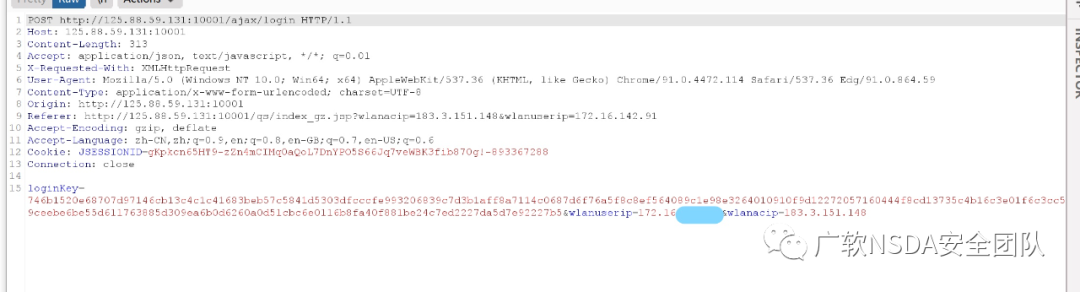 Pretty Raw \n Actions
1 POST http://125.88.59.131:10001/ajax/login HTTP/1.1
2 Host: 125.88.59.131:10001
3 Content-Length: 313
4 Accept: application/json, text/javascript, */*; q=0.01
5 X-Requested-With: XMLHttpRequest
6 User-Agent: Mozilla/5.0 (Windows NT 10.0; Win64; x64) AppleWebKit/537.36 (KHTML, like Gecko) Chrome/91.0.4472.114 Safari/537.36 Edg/91.0.864.59
7 Content-Type: application/x-www-form-urlencoded; charset=UTF-8
8 Origin: http://125.88.59.131:10001
9 Referer: http://125.88.59.131:10001/qs/index_gz.jsp?wlanacip=183.3.151.148&wlanuserip=172.16.142.91
10 Accept-Encoding: gzip, deflate
11 Accept-Language: zh-CN,zh;q=0.9,en;q=0.8,en-GB;q=0.7,en-US;q=0.6
12 Cookie: JSESSIONID=gKpkcn65HT9-zZn4mCIMqOaQoL7DnYPO5S66Jq7veWBK3fib870g!-893367288
13 Connection: close
14
15 loginKey=
746b1520e68707d97146cb13c4c1c41683beb57c5841d5303dfcccfe993206939c7d3b1aff8a7114c0687d6f76a5f8c8ef564089c1e98e3264010910f9d12272057160444f8cd13735c4b16c3e01f6c3cc5
9ceebe6be55d611763885d309ea6b0d6260a0d51cbc6e0116b8fa40f881be24c7ed2227da5d7e92227b5&wlanuserip=172.16 &wlanacip=183.3.151.148
INSPECTOR
广软NSDA安全团队